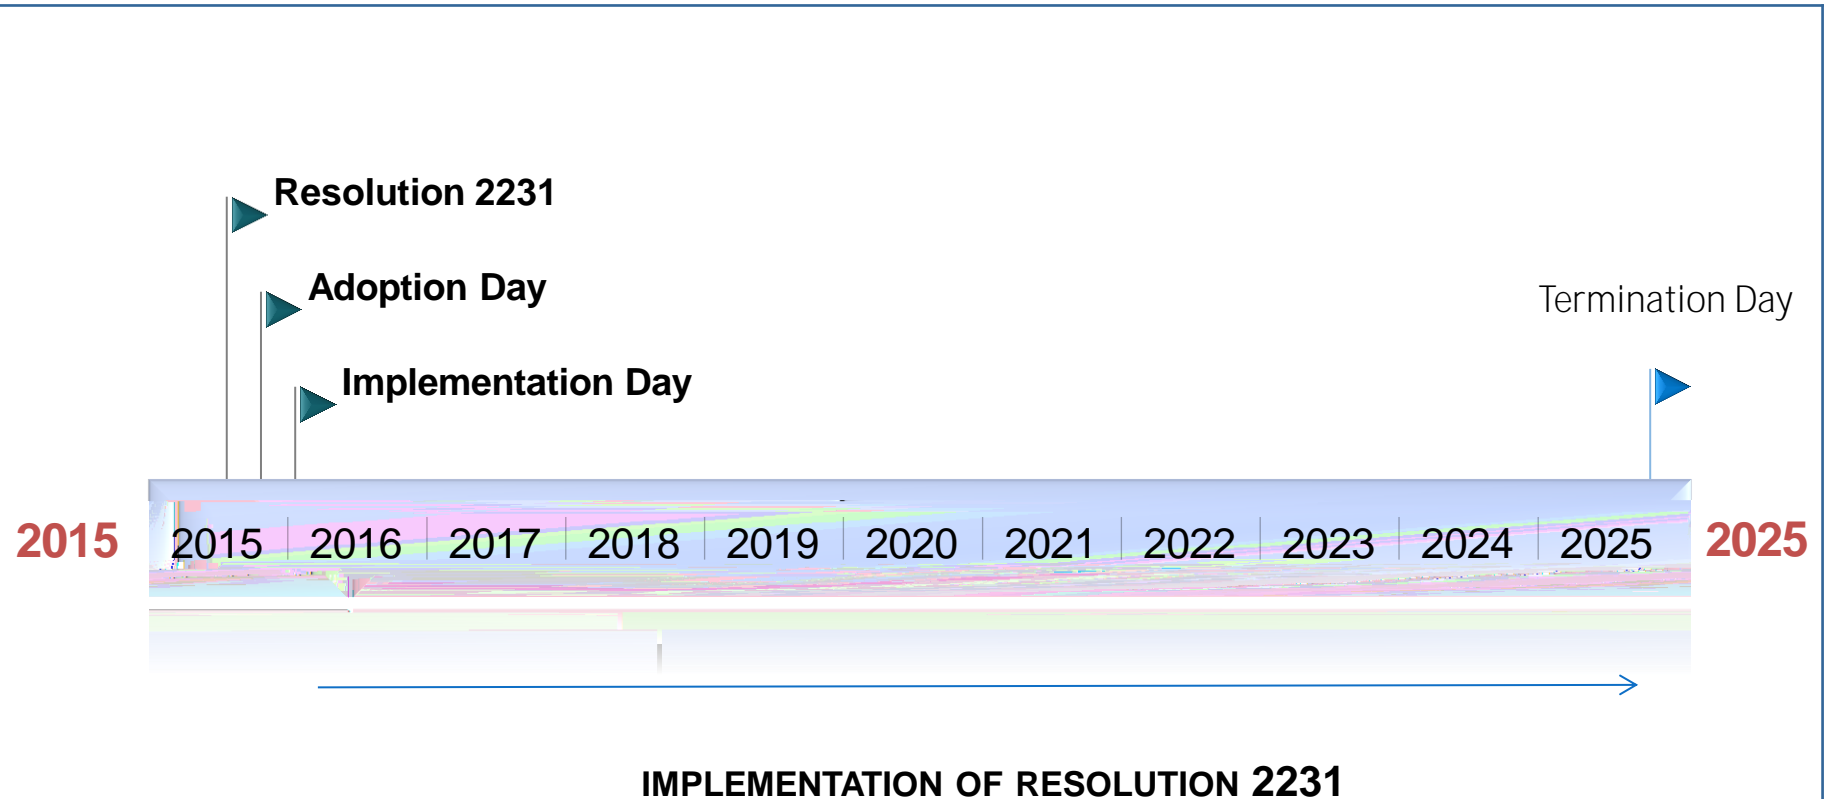 Resolution 2231
Adoption Day
Termination Day
Implementation Day
2015 2015 2016 2017 2018 2019 2020 2021 2022 2023 2024 2025 2025
IMPLEMENTATION OF RESOLUTION 2231